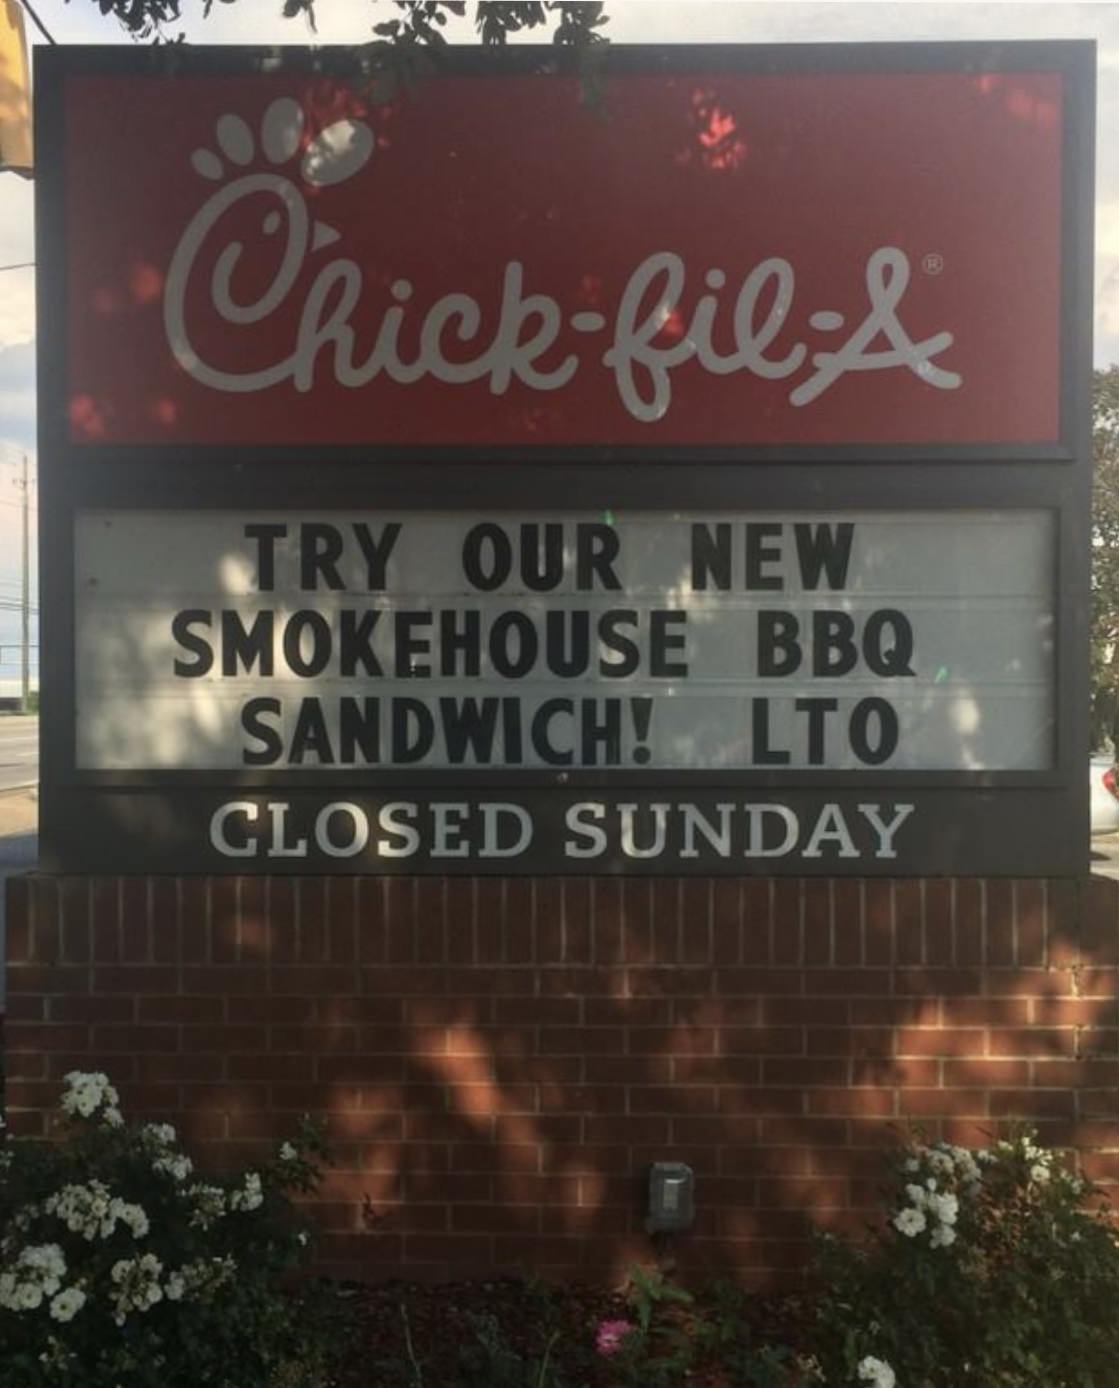 Chick-fil-A®
TRY OUR NEW
SMOKEHOUSE BBQ
SANDWICH! LTO
CLOSED SUNDAY